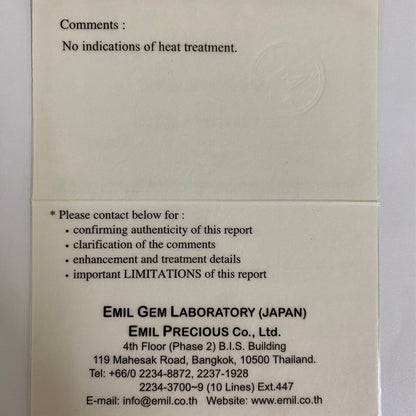 Comments :
No indications of heat treatment.
* Please contact below for :
• confirming authenticity of this report
• clarification of the comments
• enhancement and treatment details
• important LIMITATIONS of this report
EMIL GEM LABORATORY (JAPAN)
EMIL PRECIOUS Co., Ltd.
4th Floor (Phase 2) B.I.S. Building
119 Mahesak Road, Bangkok, 10500 Thailand.
Tel: +66/0 2234-8872, 2237-1928
2234-3700~9 (10 Lines) Ext.447
E-mail: info@emil.co.th Website: www.emil.co.th